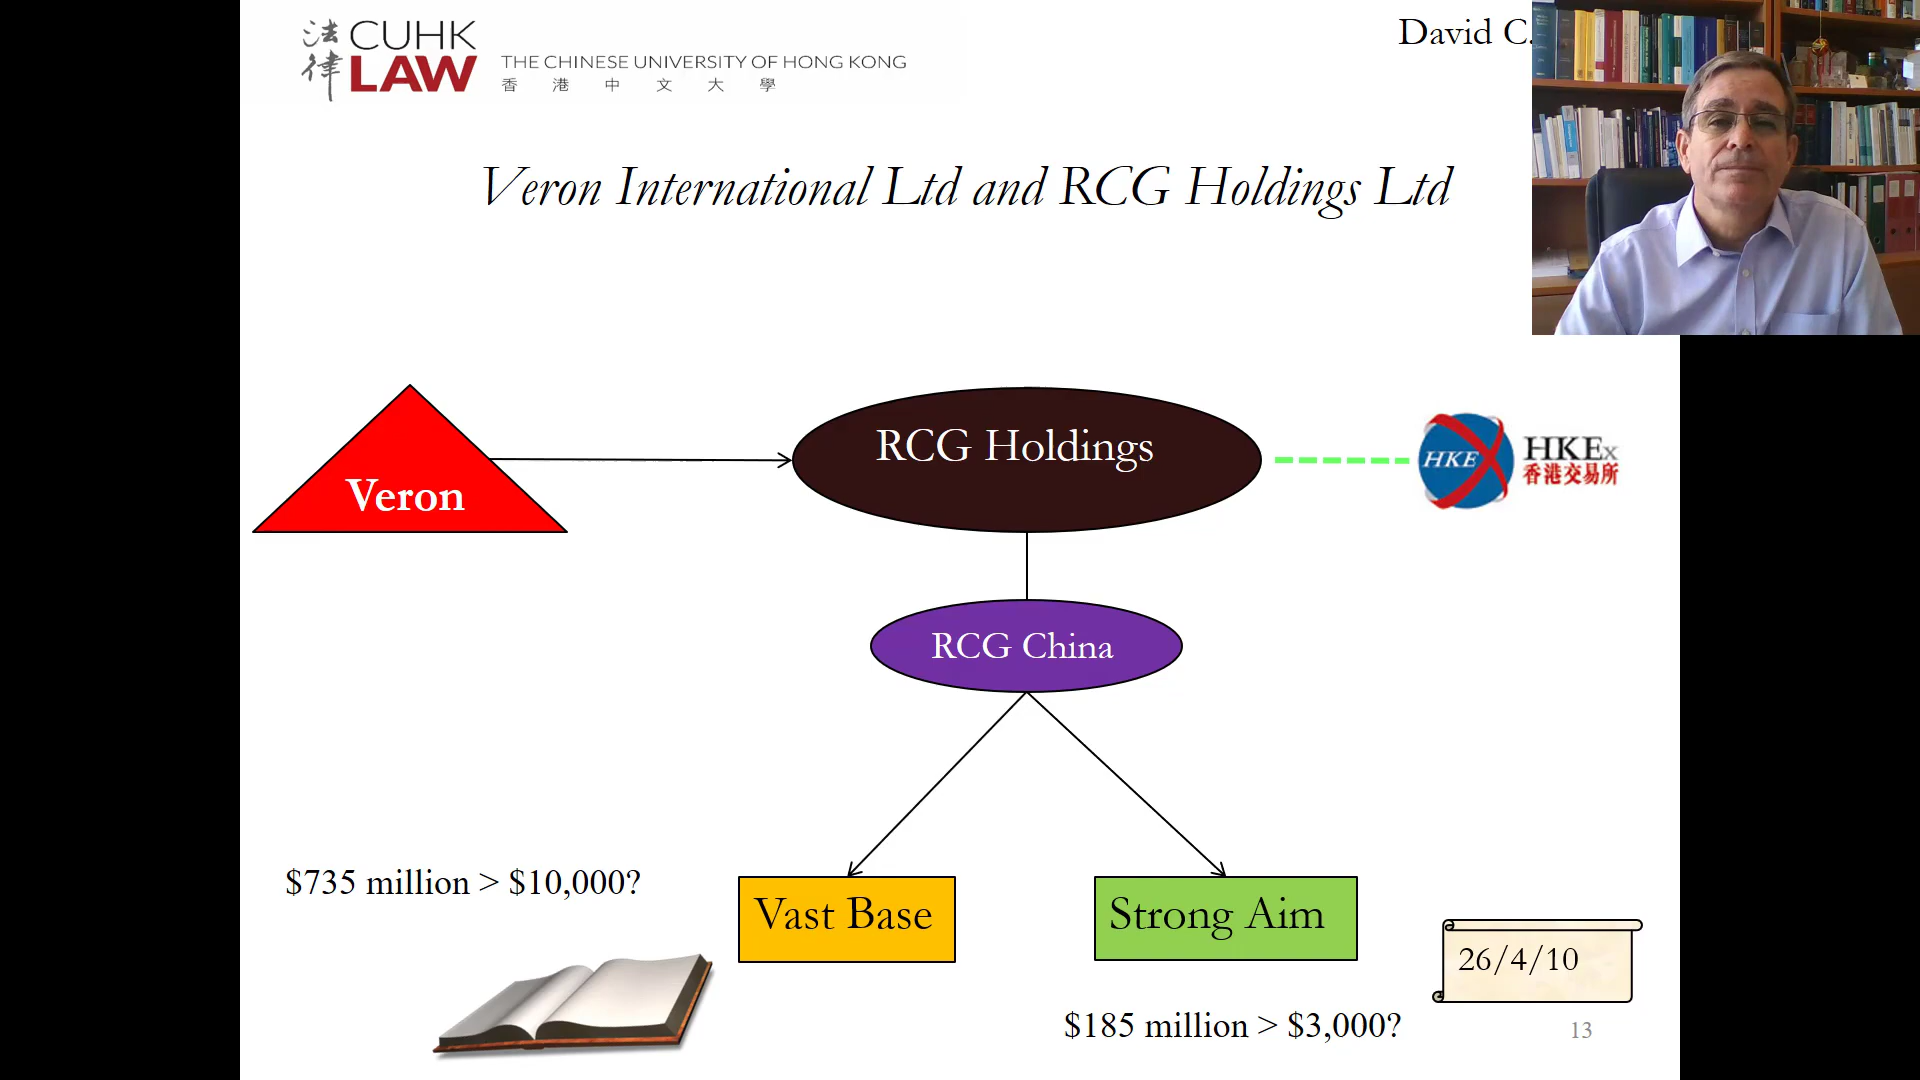 法律
CUHK
LAW
THE CHINESE UNIVERSITY OF HONG KONG
香港中文大學
David C.
Veron International Ltd and RCG Holdings Ltd
Veron
RCG Holdings
HKEx
HKEx
香港交易所
RCG China
$735 million > $10,000?
Vast Base
Strong Aim
26/4/10
$185 million > $3,000?
13